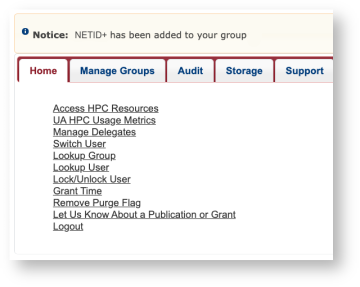 Notice: NETID+ has been added to your group
Home Manage Groups Audit Storage Support
Access HPC Resources
UA HPC Usage Metrics
Manage Delegates
Switch User
Lookup Group
Lookup User
Lock/Unlock User
Grant Time
Remove Purge Flag
Let Us Know About a Publication or Grant
Logout